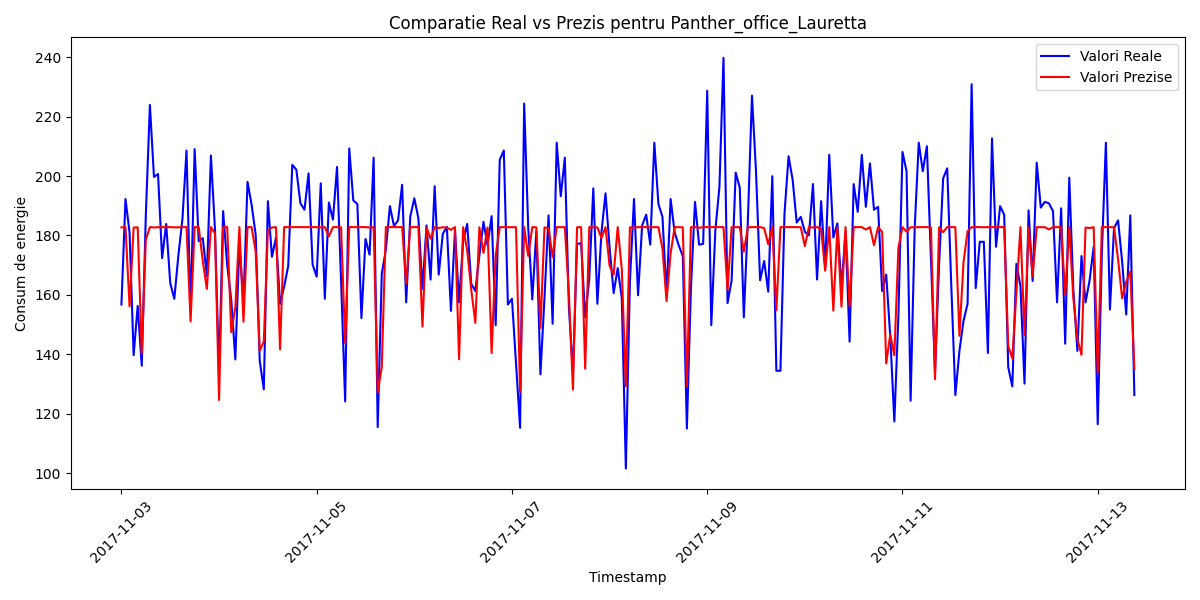 Comparatie Real vs Prezis pentru Panther_office_Lauretta
Valori Reale
Valori Prezise
Consum de energie
240
220
200
180
160
140
120
100
2017-11-03
2017-11-05
2017-11-07
2017-11-09
2017-11-11
2017-11-13
Timestamp